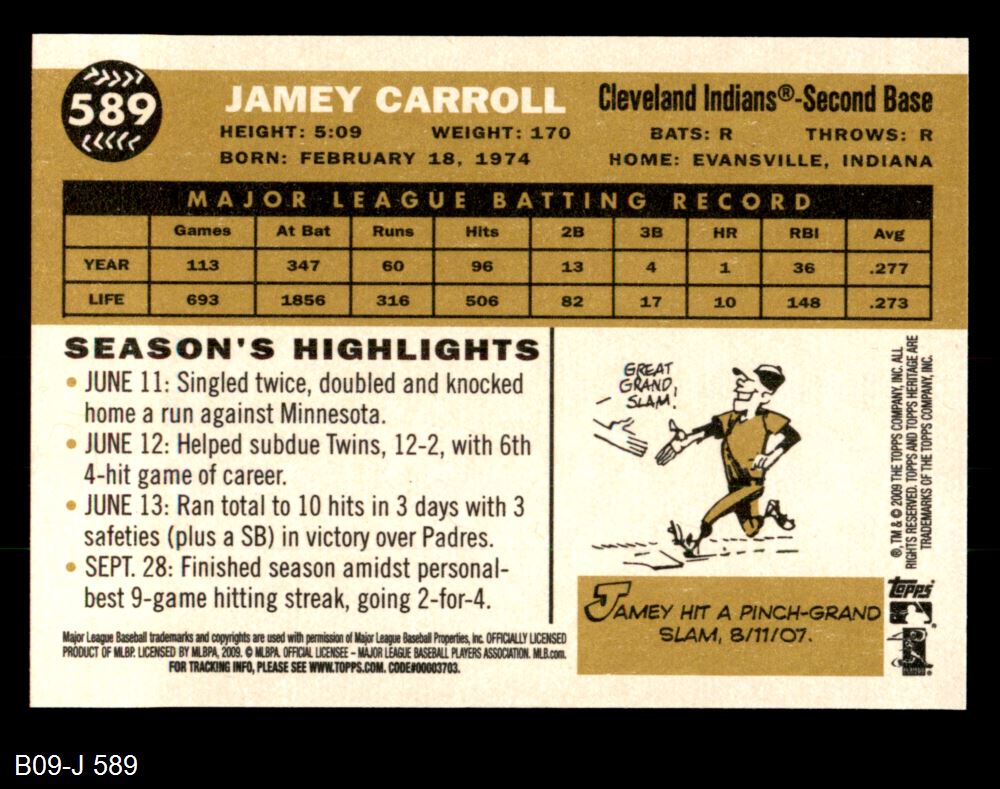 589
JAMEY CARROLL
Cleveland Indians®-Second Base
HEIGHT: 5:09 WEIGHT: 170 BATS: R THROWS: R
BORN: FEBRUARY 18, 1974 HOME: EVANSVILLE, INDIANA
MAJOR LEAGUE BATTING RECORD
Games At Bat Runs Hits 2B 3B HR RBI Avg
YEAR 113 347 60 96 13 4 1 36 .277
LIFE 693 1856 316 506 82 17 10 148 .273
SEASON'S HIGHLIGHTS
• JUNE 11: Singled twice, doubled and knocked
home a run against Minnesota.
• JUNE 12: Helped subdue Twins, 12-2, with 6th
4-hit game of career.
• JUNE 13: Ran total to 10 hits in 3 days with 3
safeties (plus a SB) in victory over Padres.
• SEPT. 28: Finished season amidst personal-
best 9-game hitting streak, going 2-for-4.
Major League Baseball trademarks and copyrights are used with permission of Major League Baseball Properties, Inc. OFFICIALLY LICENSED
PRODUCT OF MLBP. LICENSED BY MLBPA, 2009. © MLBPA. OFFICIAL LICENSEE – MAJOR LEAGUE BASEBALL PLAYERS ASSOCIATION. MLB.com.
FOR TRACKING INFO, PLEASE SEE WWW.TOPPS.COM. CODE#00003703.
GREAT
GRAND,
SLAM!
JAMEY HIT A PINCH-GRAND
SLAM, 8/11/07.
®, TM & © 2009 THE TOPPS COMPANY, INC. ALL
RIGHTS RESERVED. TOPPS AND TOPPS HERITAGE ARE
TRADEMARKS OF THE TOPPS COMPANY, INC.
topps
B09-J 589